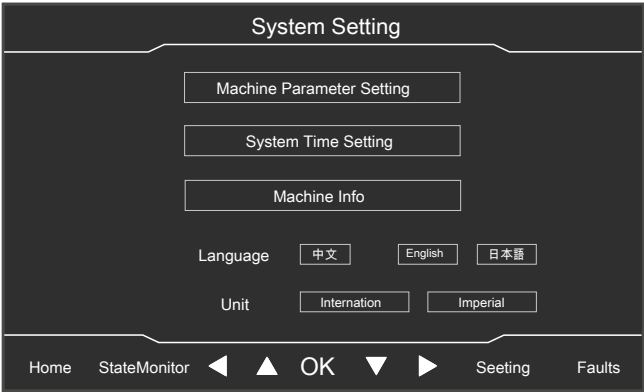 System Setting
Machine Parameter Setting
System Time Setting
Machine Info
Language 中文 English 日本語
Unit Internation Imperial
Home StateMonitor OK Seeting Faults